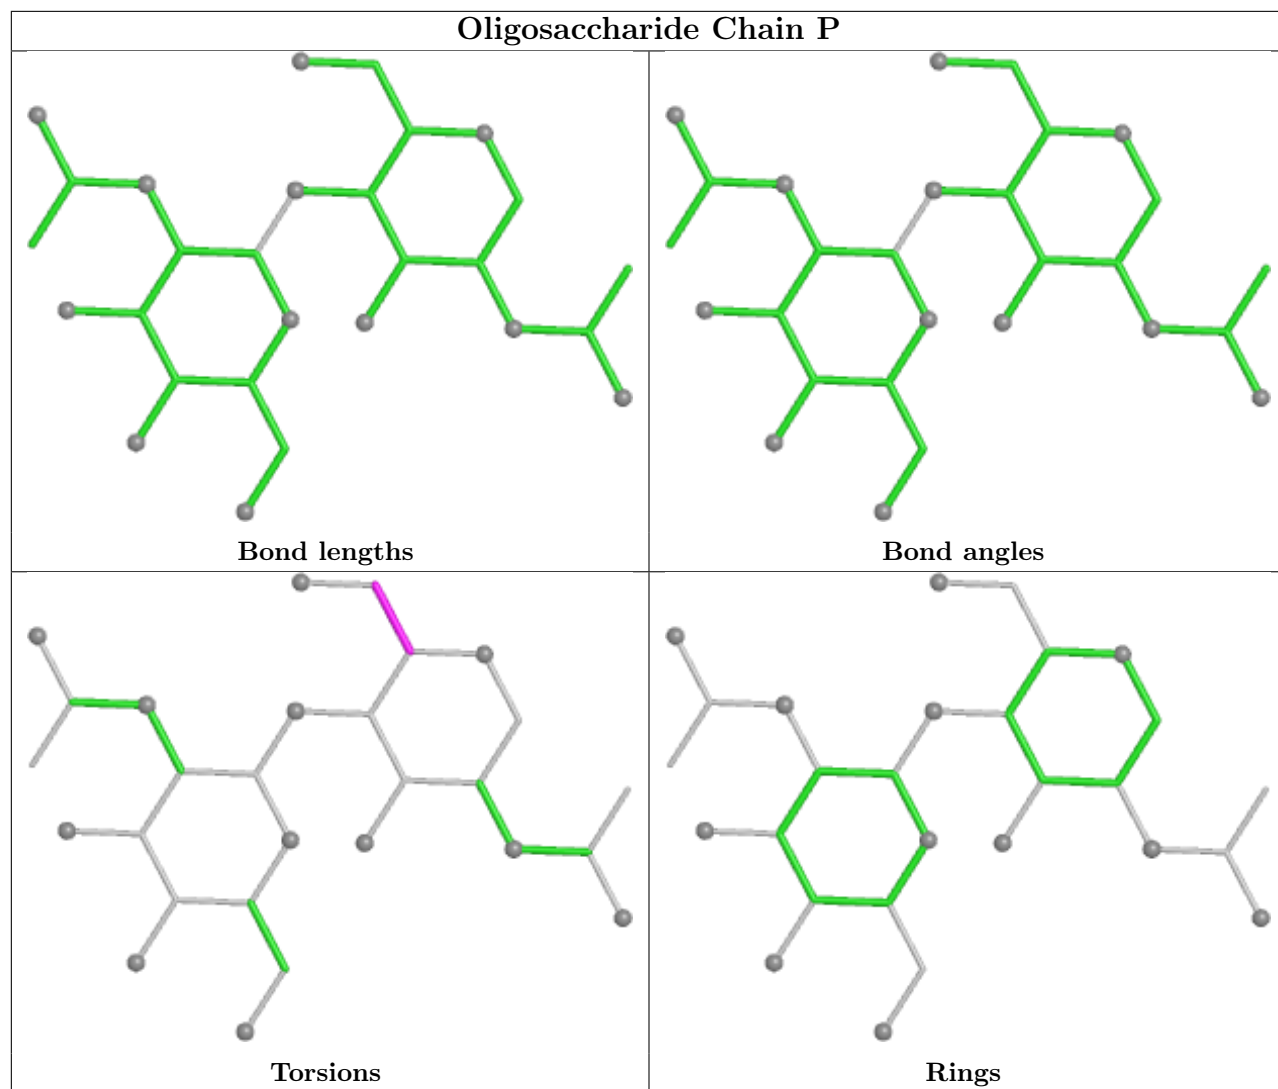 Oligosaccharide Chain P
Bond lengths
Bond angles
Torsions
Rings